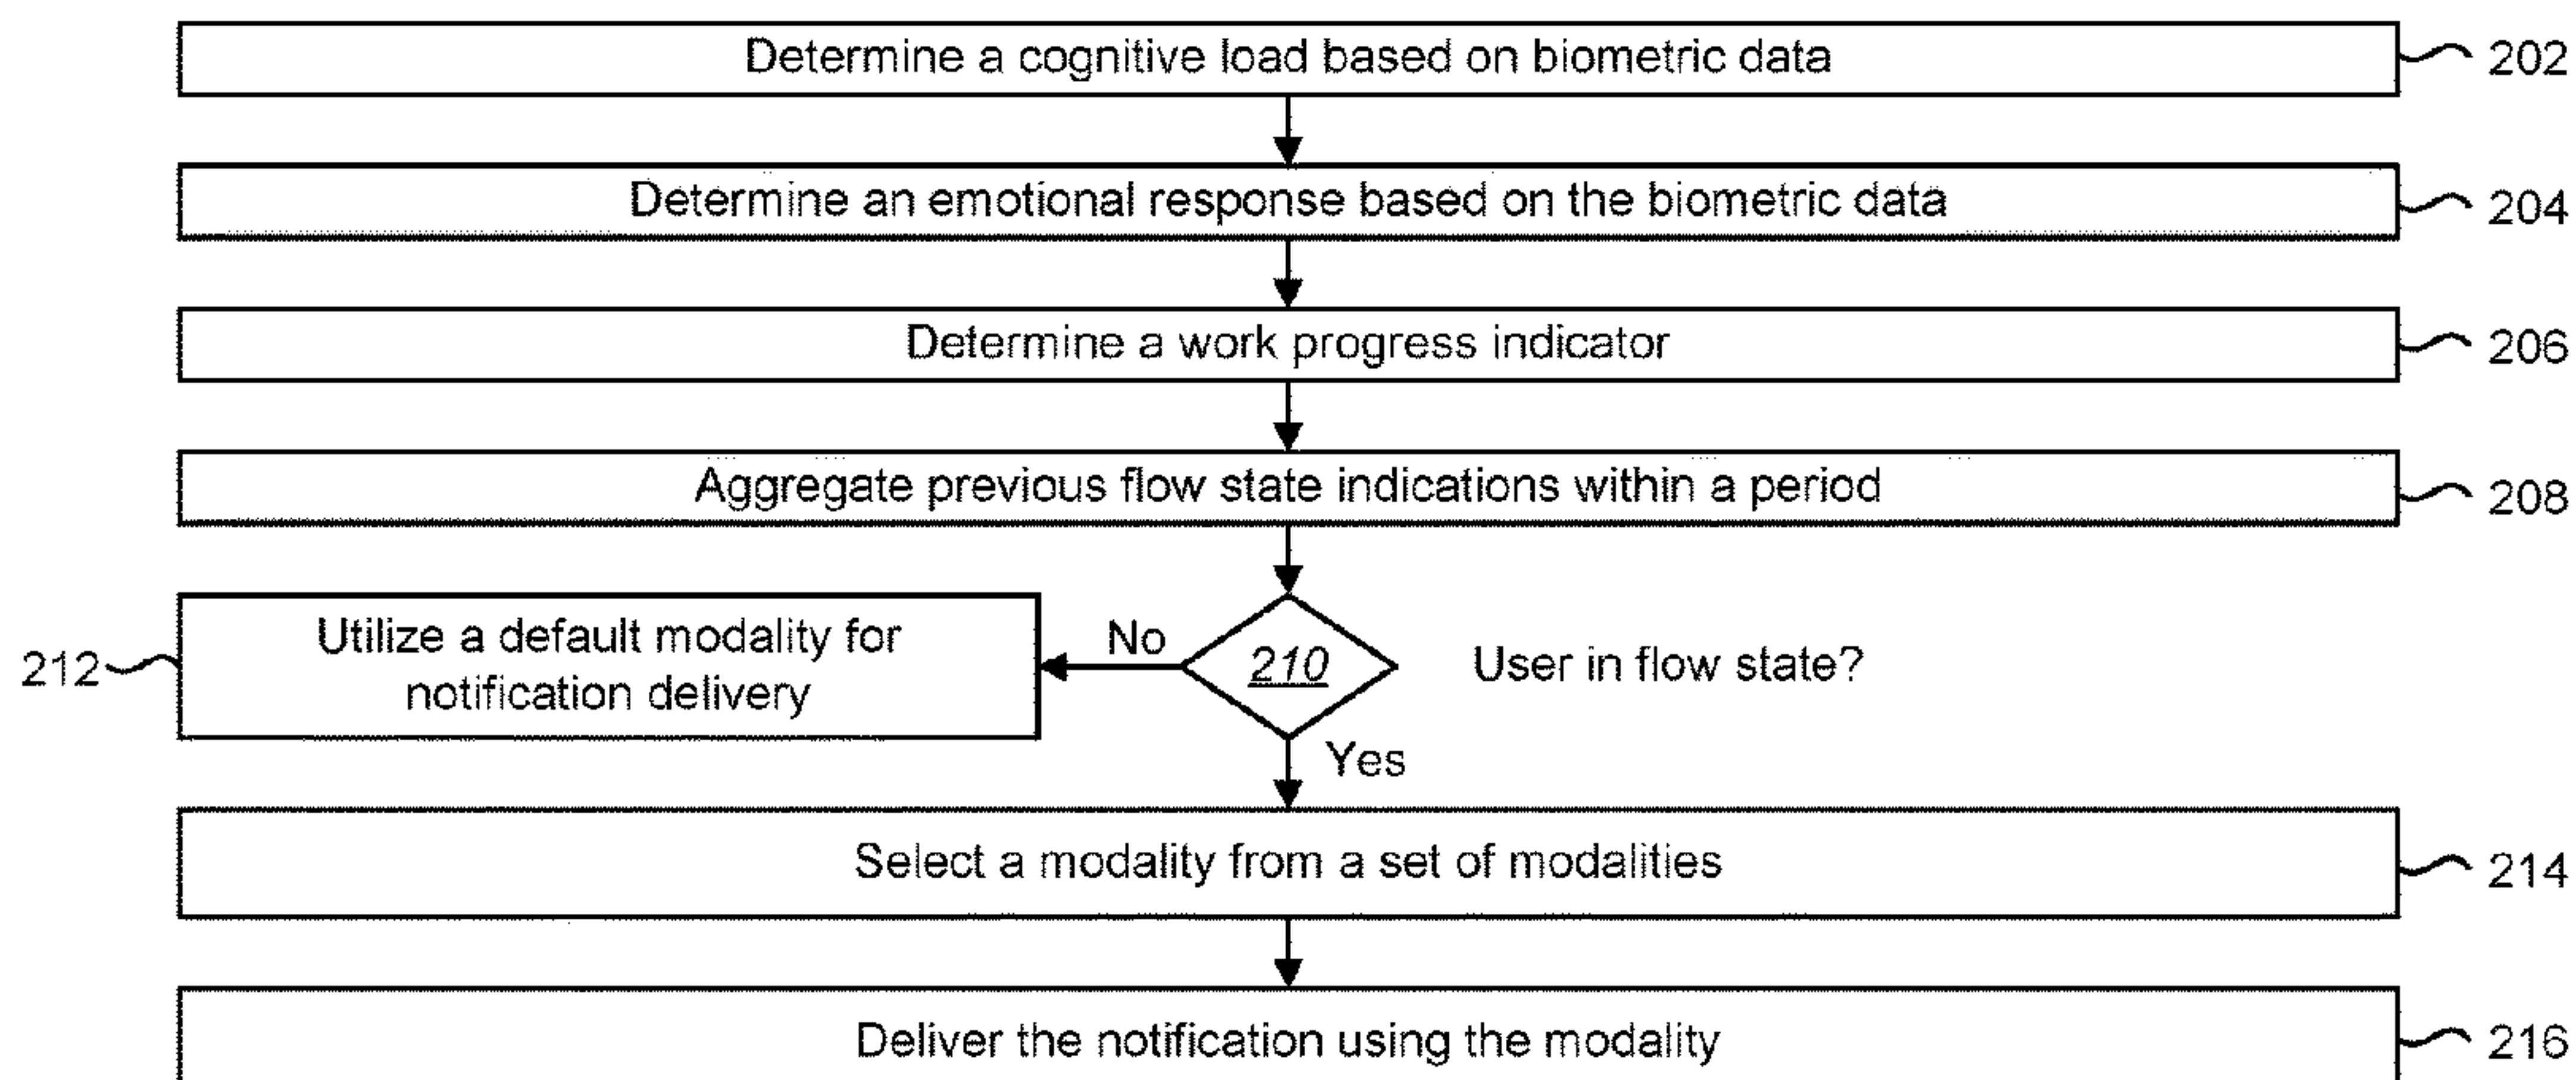 Determine a cognitive load based on biometric data
202
Determine an emotional response based on the biometric data
204
Determine a work progress indicator
206
Aggregate previous flow state indications within a period
208
212
Utilize a default modality for
notification delivery
No
210
User in flow state?
Yes
Select a modality from a set of modalities
214
Deliver the notification using the modality
216